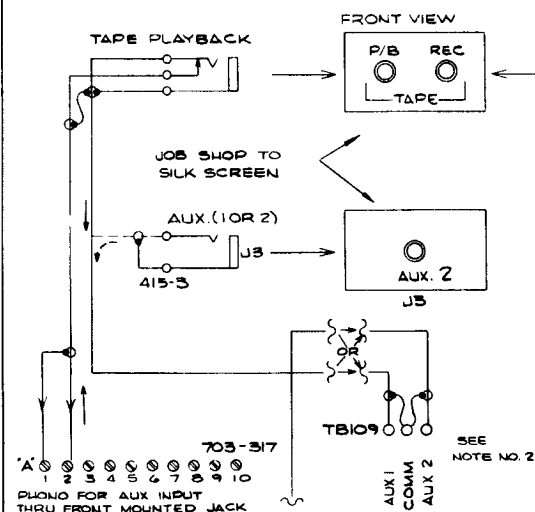 FRONT VIEW
TAPE PLAYBACK
P/B REC
TAPE
JOB SHOP TO
SILK SCREEN
AUX. (1 OR 2)
J3
415-3
AUX. 2
J3
OR
TB109
SEE
NOTE NO. 2
AUX 1
COMM
AUX 2
703-317
"A" 1 2 3 4 5 6 7 8 9 10
PHONO FOR AUX INPUT
THRU FRONT MOUNTED JACK